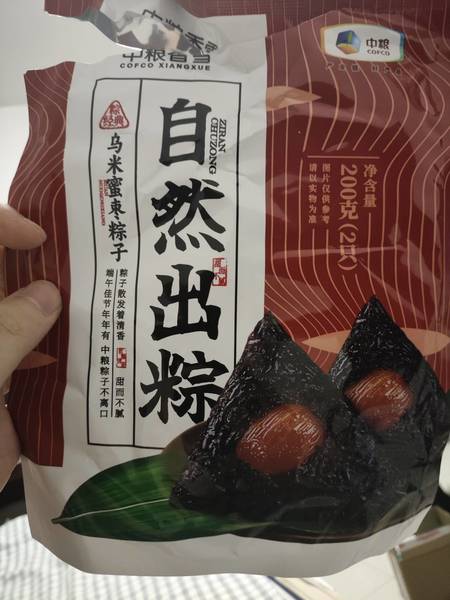 中粮香雪
COFCO XIANGXUE
中粮
COFCO
粽
经典
乌米蜜枣粽子
自然出粽
ZIRAN
CHUZONG
净含量
200克(2只)
图片仅供参考
请以实物为准
粽子散发着清香
甜而不腻
端午佳节年年有
中粮粽子不离口